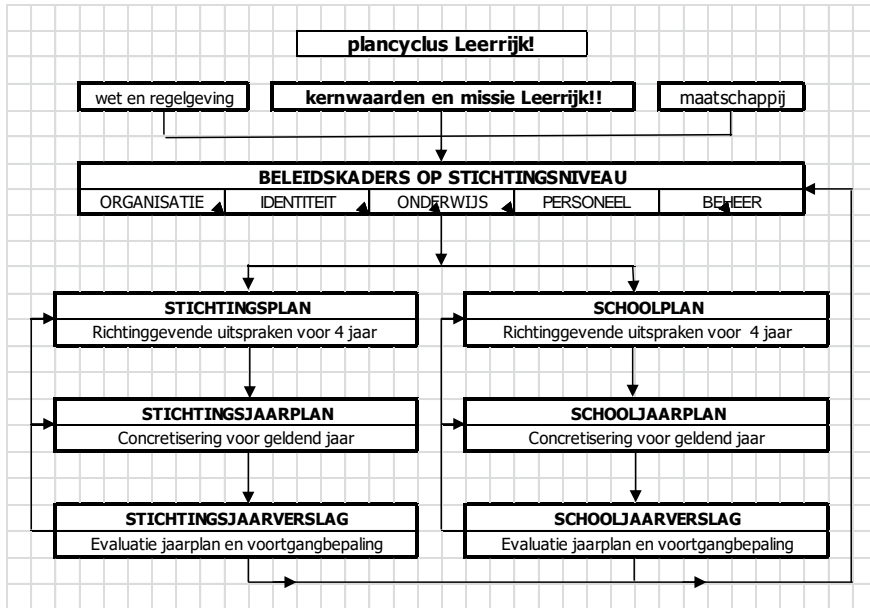 plancyclus Leerrijk!
wet en regelgeving
kernwaarden en missie Leerrijk!!
maatschappij
BELEIDSKADERS OP STICHTINGSNIVEAU
ORGANISATIE
IDENTITEIT
ONDERWIJS
PERSONEEL
BEHEER
STICHTINGSPLAN
Richtinggevende uitspraken voor 4 jaar
SCHOOLPLAN
Richtinggevende uitspraken voor 4 jaar
STICHTINGSJAARPLAN
Concretisering voor geldend jaar
SCHOOLJAARPLAN
Concretisering voor geldend jaar
STICHTINGSJAARVERSLAG
Evaluatie jaarplan en voortgangbepaling
SCHOOLJAARVERSLAG
Evaluatie jaarplan en voortgangbepaling